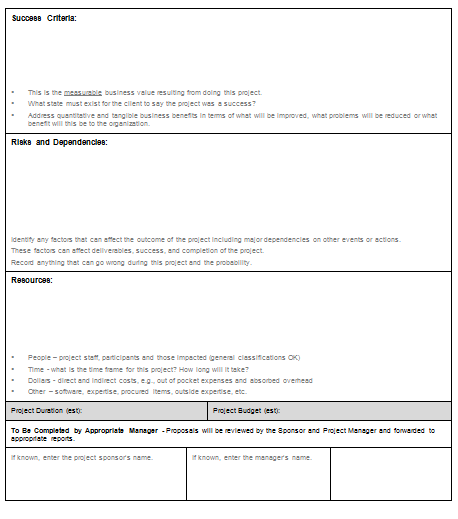 Success Criteria:
• This is the measurable business value resulting from doing this project.
• What state must exist for the client to say the project was a success?
• Address quantitative and tangible business benefits in terms of what will be improved, what problems will be reduced or what
benefit will this be to the organization.
Risks and Dependencies:
Identify any factors that can affect the outcome of the project including major dependencies on other events or actions.
These factors can affect deliverables, success, and completion of the project.
Record anything that can go wrong during this project and the probability.
Resources:
• People – project staff, participants and those impacted (general classifications OK)
• Time - what is the time frame for this project? How long will it take?
• Dollars - direct and indirect costs, e.g., out of pocket expenses and absorbed overhead
• Other – software, expertise, procured items, outside expertise, etc.
Project Duration (est): Project Budget (est):
To Be Completed by Appropriate Manager - Proposals will be reviewed by the Sponsor and Project Manager and forwarded to
appropriate reports.
If known, enter the project sponsor's name. If known, enter the manager's name.